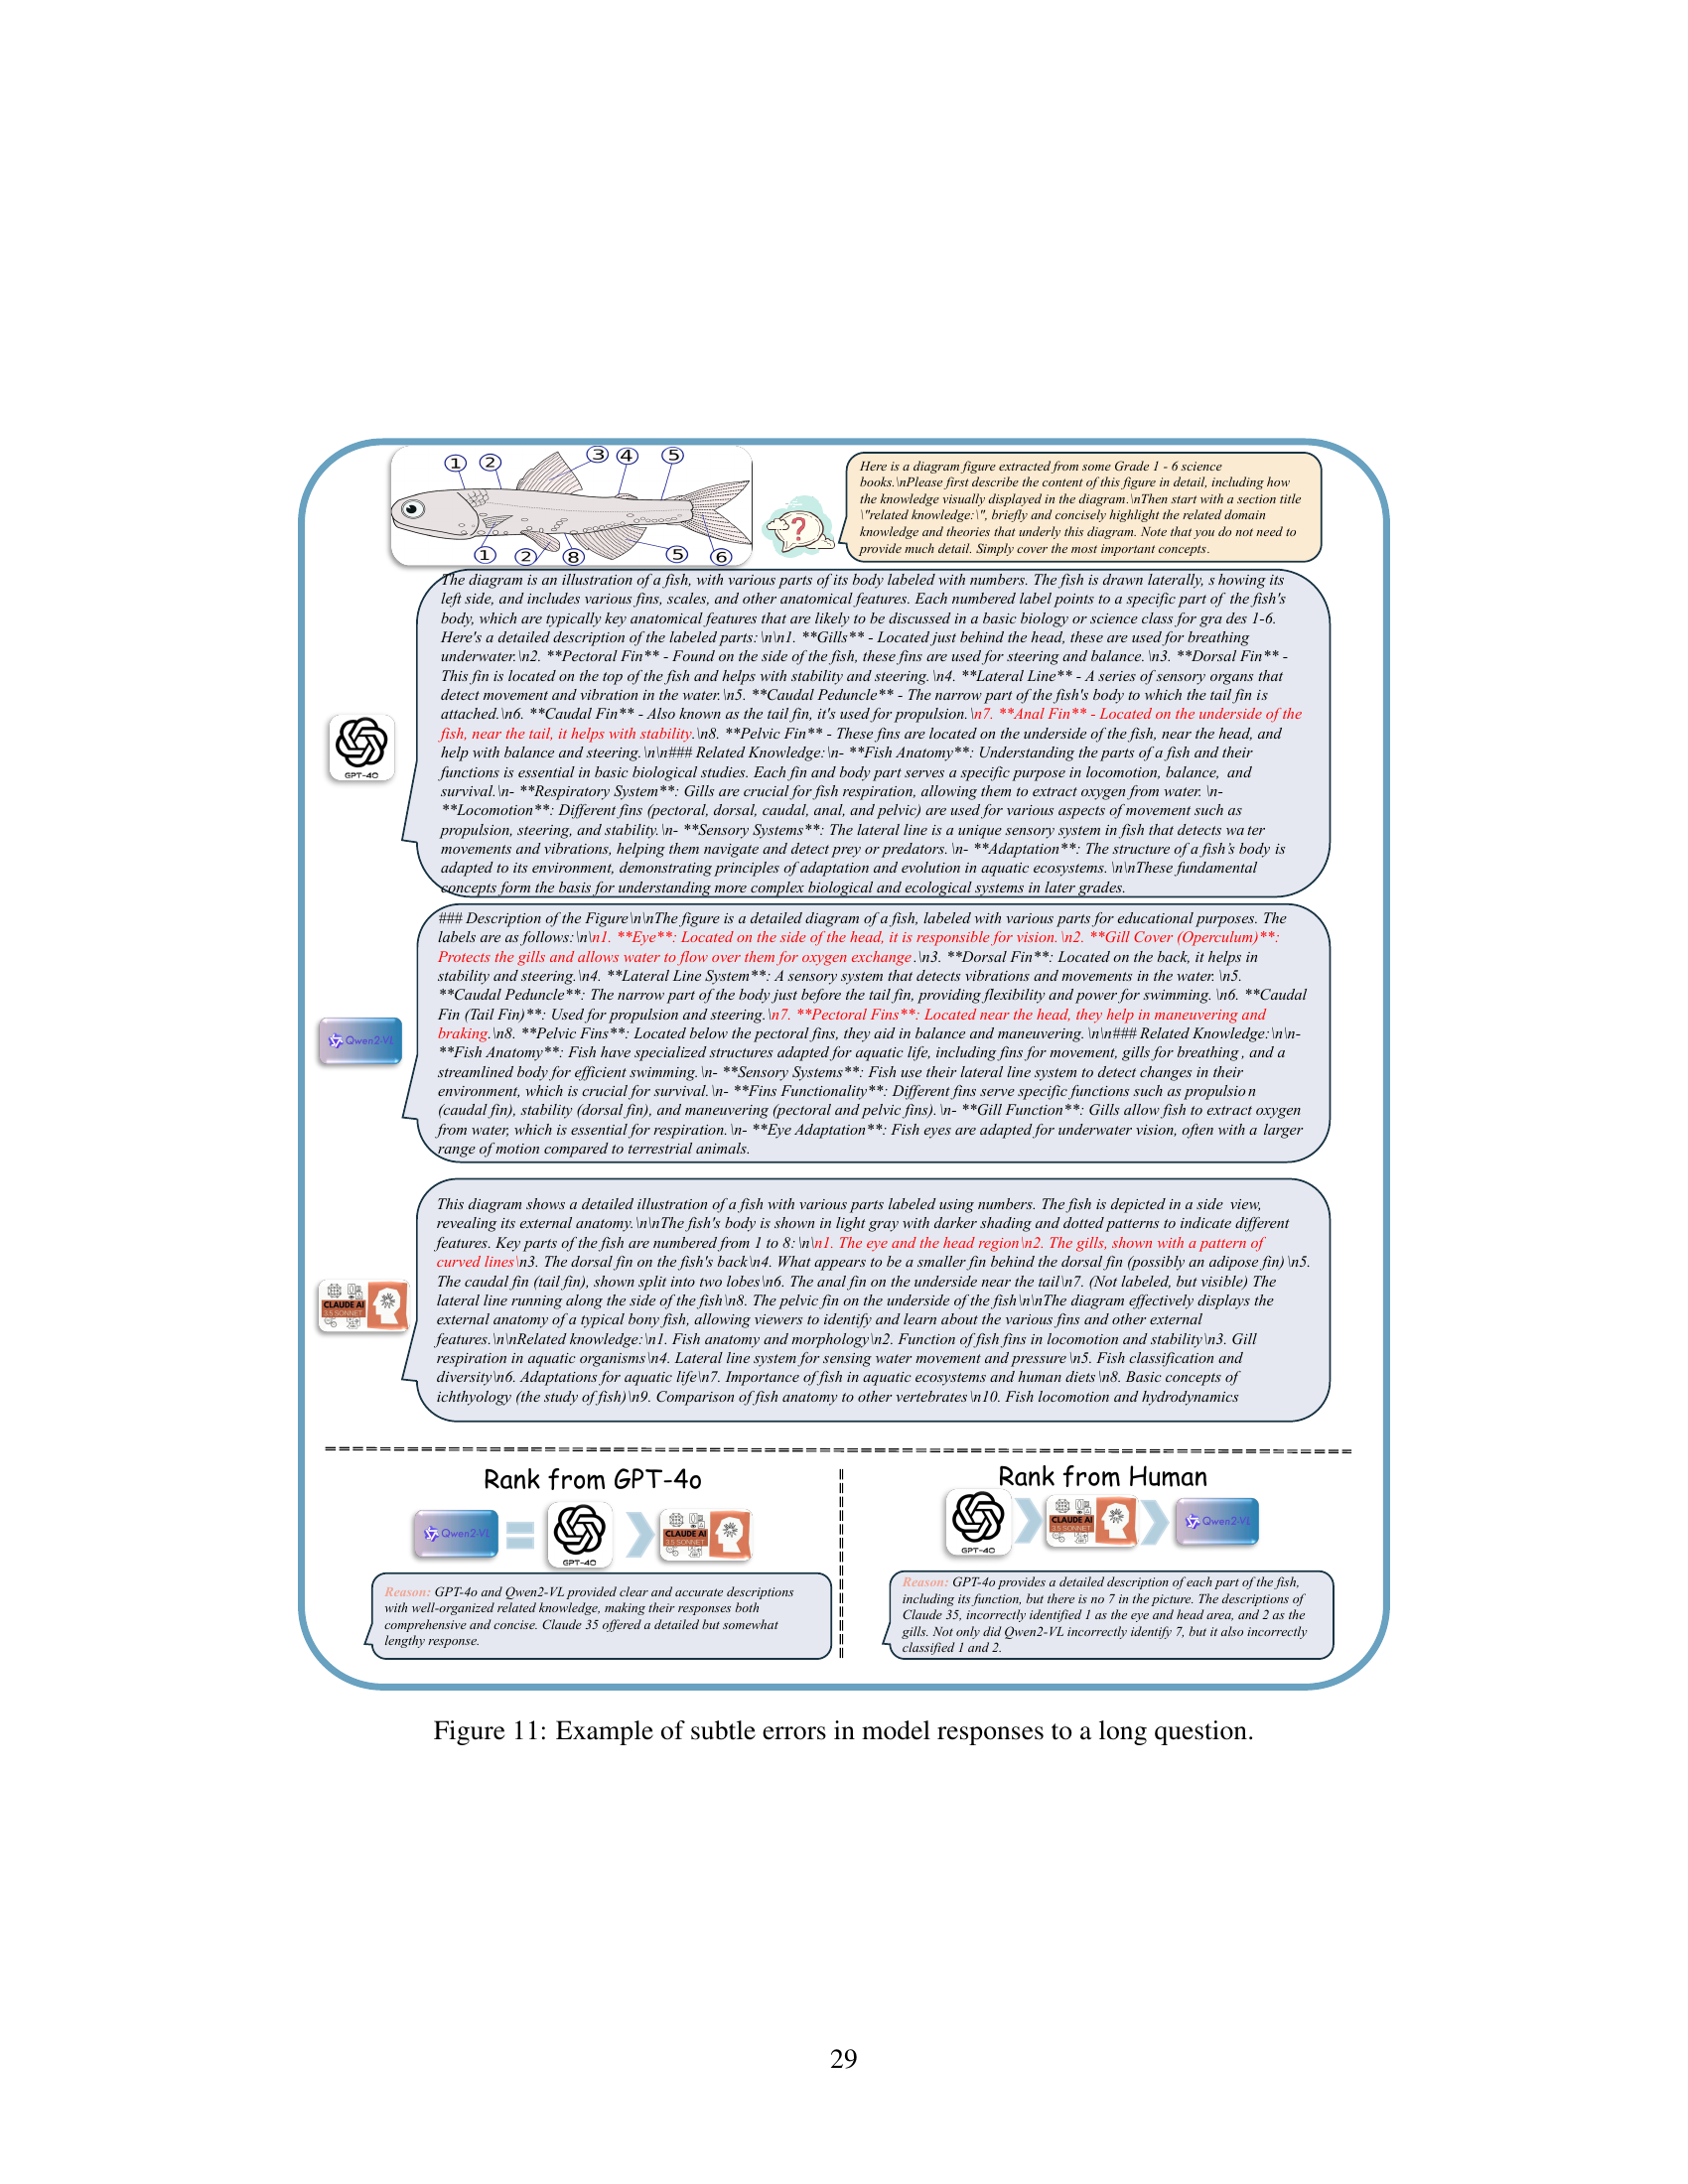 1 2 3 4 5
1 2 8 5 6
Here is a diagram figure extracted from some Grade 1 - 6 science
books.\nPlease first describe the content of this figure in detail, including how
the knowledge visually displayed in the diagram.\nThen start with a section title
\"related knowledge:\", briefly and concisely highlight the related domain
knowledge and theories that underly this diagram. Note that you do not need to
provide much detail. Simply cover the most important concepts.
?
The diagram is an illustration of a fish, with various parts of its body labeled with numbers. The fish is drawn laterally, s howing its
left side, and includes various fins, scales, and other anatomical features. Each numbered label points to a specific part of the fish's
body, which are typically key anatomical features that are likely to be discussed in a basic biology or science class for gra des 1-6.
Here's a detailed description of the labeled parts:\n\n1. **Gills** - Located just behind the head, these are used for breathing
underwater.\n2. **Pectoral Fin** - Found on the side of the fish, these fins are used for steering and balance.\n3. **Dorsal Fin** -
This fin is located on the top of the fish and helps with stability and steering.\n4. **Lateral Line** - A series of sensory organs that
detect movement and vibration in the water.\n5. **Caudal Peduncle** - The narrow part of the fish's body to which the tail fin is
attached.\n6. **Caudal Fin** - Also known as the tail fin, it's used for propulsion.\n7. **Anal Fin** - Located on the underside of the
fish, near the tail, it helps with stability.\n8. **Pelvic Fin** - These fins are located on the underside of the fish, near the head, and
help with balance and steering.\n\n### Related Knowledge:\n- **Fish Anatomy**: Understanding the parts of a fish and their
functions is essential in basic biological studies. Each fin and body part serves a specific purpose in locomotion, balance, and
survival.\n- **Respiratory System**: Gills are crucial for fish respiration, allowing them to extract oxygen from water. \n-
**Locomotion**: Different fins (pectoral, dorsal, caudal, anal, and pelvic) are used for various aspects of movement such as
propulsion, steering, and stability.\n- **Sensory Systems**: The lateral line is a unique sensory system in fish that detects wa ter
movements and vibrations, helping them navigate and detect prey or predators. \n- **Adaptation**: The structure of a fish's body is
adapted to its environment, demonstrating principles of adaptation and evolution in aquatic ecosystems. \n\nThese fundamental
concepts form the basis for understanding more complex biological and ecological systems in later grades.
GPT-4O
### Description of the Figure\n\nThe figure is a detailed diagram of a fish, labeled with various parts for educational purposes. The
labels are as follows:\n\n1. **Eye**: Located on the side of the head, it is responsible for vision.\n2. **Gill Cover (Operculum)**:
Protects the gills and allows water to flow over them for oxygen exchange.\n3. **Dorsal Fin**: Located on the back, it helps in
stability and steering.\n4. **Lateral Line System**: A sensory system that detects vibrations and movements in the water. \n5.
**Caudal Peduncle**: The narrow part of the body just before the tail fin, providing flexibility and power for swimming. \n6. **Caudal
Fin (Tail Fin)**: Used for propulsion and steering.\n7. **Pectoral Fins**: Located near the head, they help in maneuvering and
braking.\n8. **Pelvic Fins**: Located below the pectoral fins, they aid in balance and maneuvering. \n\n### Related Knowledge:\n\n-
**Fish Anatomy**: Fish have specialized structures adapted for aquatic life, including fins for movement, gills for breathing, and a
streamlined body for efficient swimming.\n- **Sensory Systems**: Fish use their lateral line system to detect changes in their
environment, which is crucial for survival.\n- **Fins Functionality**: Different fins serve specific functions such as propulsio n
(caudal fin), stability (dorsal fin), and maneuvering (pectoral and pelvic fins).\n- **Gill Function**: Gills allow fish to extract oxygen
from water, which is essential for respiration.\n- **Eye Adaptation**: Fish eyes are adapted for underwater vision, often with a larger
range of motion compared to terrestrial animals.
Qwen2-VL
This diagram shows a detailed illustration of a fish with various parts labeled using numbers. The fish is depicted in a side view,
revealing its external anatomy.\n\nThe fish's body is shown in light gray with darker shading and dotted patterns to indicate different
features. Key parts of the fish are numbered from 1 to 8:\n\n1. The eye and the head region\n2. The gills, shown with a pattern of
curved lines\n3. The dorsal fin on the fish's back\n4. What appears to be a smaller fin behind the dorsal fin (possibly an adipose fin)\n5.
The caudal fin (tail fin), shown split into two lobes\n6. The anal fin on the underside near the tail\n7. (Not labeled, but visible) The
lateral line running along the side of the fish\n8. The pelvic fin on the underside of the fish\n\nThe diagram effectively displays the
external anatomy of a typical bony fish, allowing viewers to identify and learn about the various fins and other external
features.\n\nRelated knowledge:\n1. Fish anatomy and morphology\n2. Function of fish fins in locomotion and stability\n3. Gill
respiration in aquatic organisms\n4. Lateral line system for sensing water movement and pressure\n5. Fish classification and
diversity\n6. Adaptations for aquatic life\n7. Importance of fish in aquatic ecosystems and human diets\n8. Basic concepts of
ichthyology (the study of fish)\n9. Comparison of fish anatomy to other vertebrates\n10. Fish locomotion and hydrodynamics
CLAUDE AI
3.5 SONNET
Rank from GPT-4o
Qwen2-VL
GPT-4O
CLAUDE AI
3.5 SONNET
Reason: GPT-4o and Qwen2-VL provided clear and accurate descriptions
with well-organized related knowledge, making their responses both
comprehensive and concise. Claude 35 offered a detailed but somewhat
lengthy response.
Rank from Human
GPT-4O
CLAUDE AI
3.5 SONNET
Qwen2-VL
Reason: GPT-4o provides a detailed description of each part of the fish,
including its function, but there is no 7 in the picture. The descriptions of
Claude 35, incorrectly identified 1 as the eye and head area, and 2 as the
gills. Not only did Qwen2-VL incorrectly identify 7, but it also incorrectly
classified 1 and 2.
Figure 11: Example of subtle errors in model responses to a long question.
29